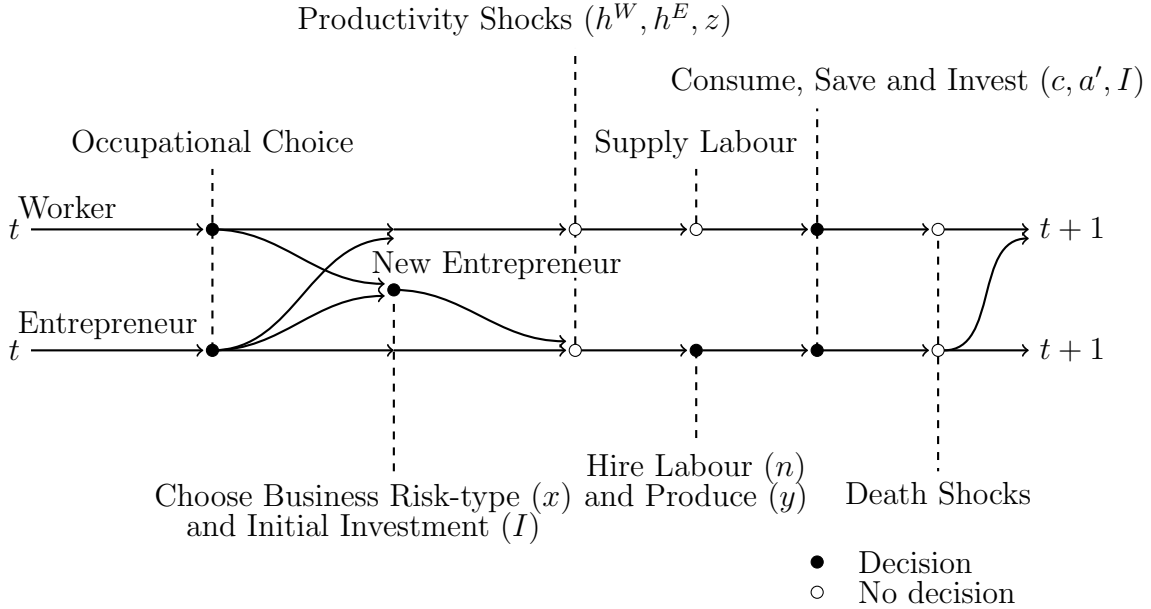 Productivity Shocks (h^W, h^E, z)
Consume, Save and Invest (c, a′, I)
Occupational Choice
Supply Labour
Worker
t
t + 1
New Entrepreneur
Entrepreneur
t
t + 1
Hire Labour (n)
and Produce (y)
Choose Business Risk-type (x)
and Initial Investment (I)
Death Shocks
Decision
No decision